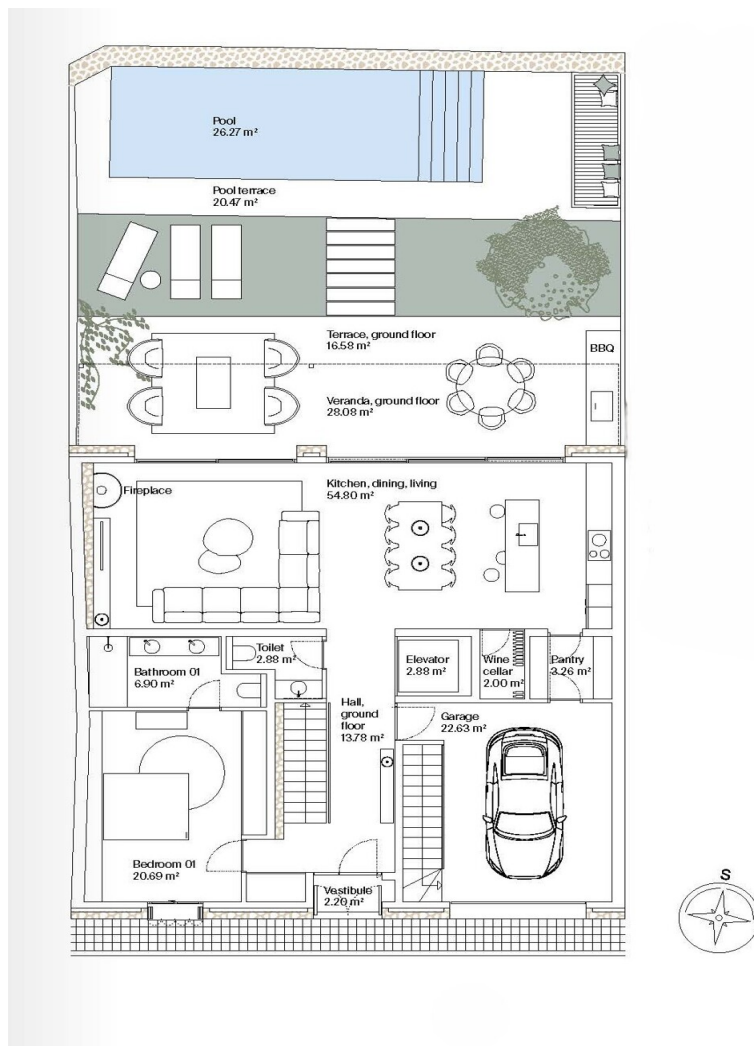 Pool
26.27 m²
Pool terrace
20.47 m²
Terrace, ground floor
16.58 m²
BBQ
Veranda, ground floor
28.08 m²
Kitchen, dining, living
54.80 m²
Fireplace
Toilet
2.88 m²
Bathroom 01
6.90 m²
Elevator
2.88 m²
Wine
cellar
2.00 m²
Pantry
3.26 m²
Hall,
ground
floor
13.78 m²
Garage
22.63 m²
Bedroom 01
20.69 m²
Vestibule
2.20 m²
S